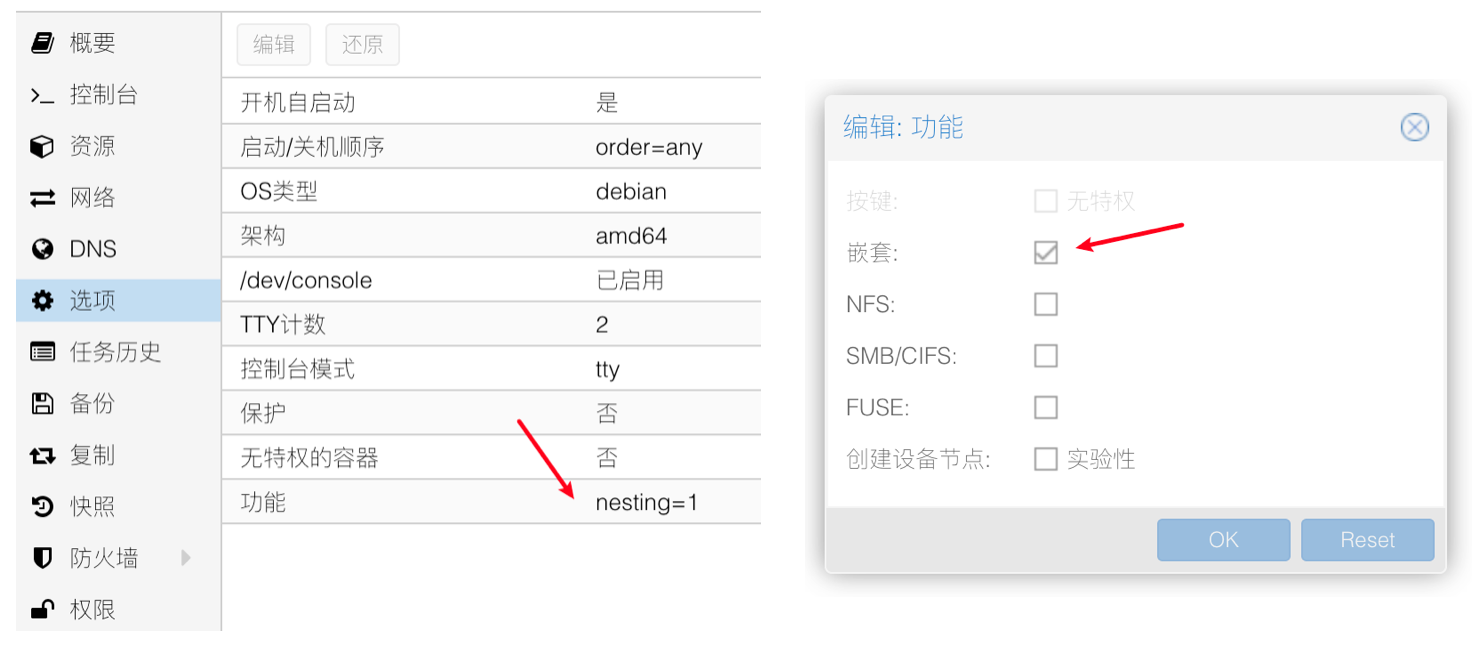 概要
控制台
资源
网络
DNS
选项
任务历史
备份
复制
快照
防火墙
权限
编辑 还原
开机自启动 是
启动/关机顺序 order=any
OS类型 debian
架构 amd64
/dev/console 已启用
TTY计数 2
控制台模式 tty
保护 否
无特权的容器 否
功能 nesting=1
编辑: 功能
按键: 无特权
嵌套:
NFS:
SMB/CIFS:
FUSE:
创建设备节点: 实验性
OK Reset